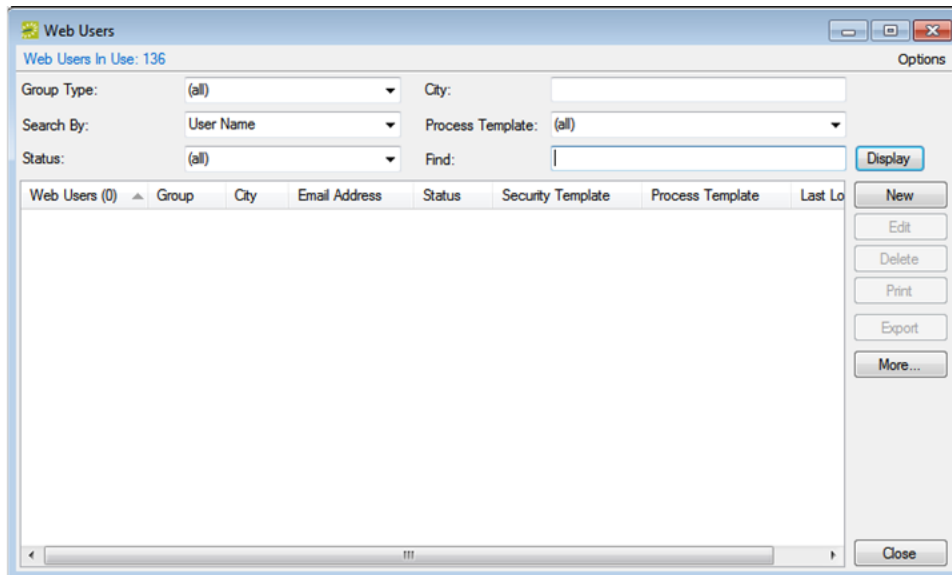 Web Users
Web Users In Use: 136 Options
Group Type: (all) City:
Search By: User Name Process Template: (all)
Status: (all) Find: Display
Web Users (0) Group City Email Address Status Security Template Process Template Last Lo New
Edit
Delete
Print
Export
More...
Close